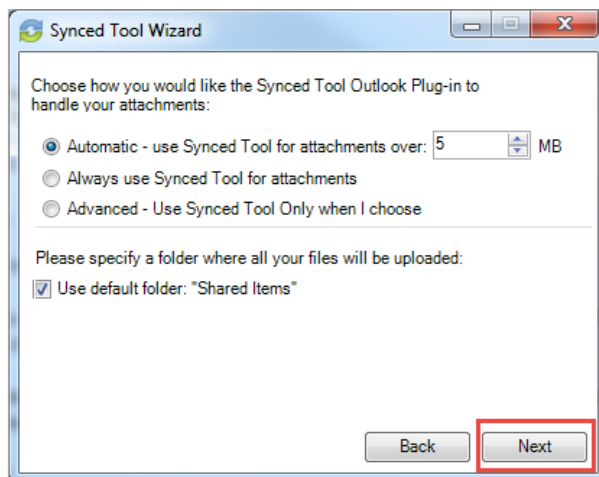 Synced Tool Wizard
Choose how you would like the Synced Tool Outlook Plug-in to
handle your attachments:
Automatic - use Synced Tool for attachments over: 5 MB
Always use Synced Tool for attachments
Advanced - Use Synced Tool Only when I choose
Please specify a folder where all your files will be uploaded:
Use default folder: "Shared Items"
Back Next